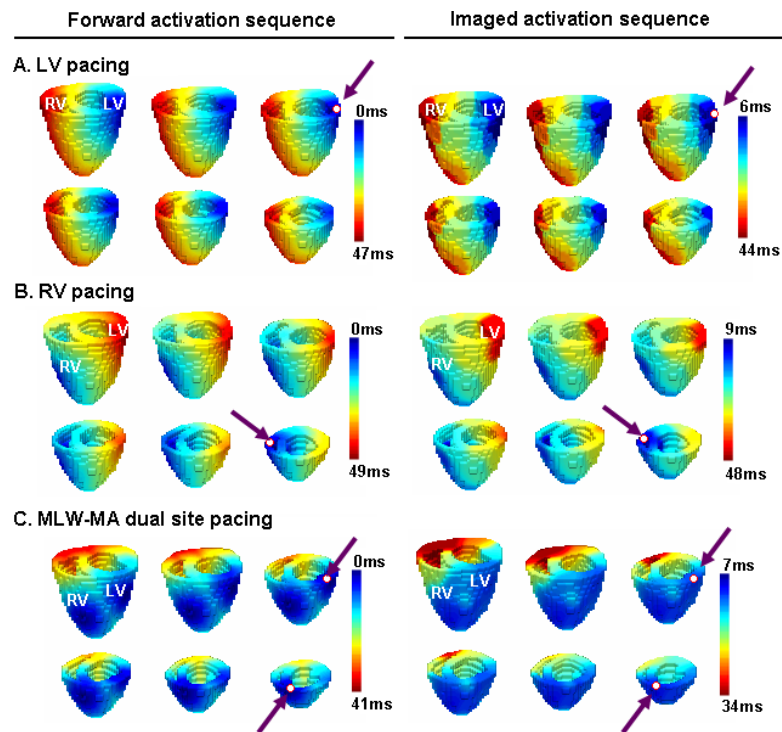 Forward activation sequence
Imaged activation sequence
A. LV pacing
RV
LV
0ms
47ms
RV
LV
6ms
44ms
B. RV pacing
LV
RV
0ms
49ms
LV
RV
9ms
48ms
C. MLW-MA dual site pacing
RV
LV
0ms
41ms
RV
LV
7ms
34ms